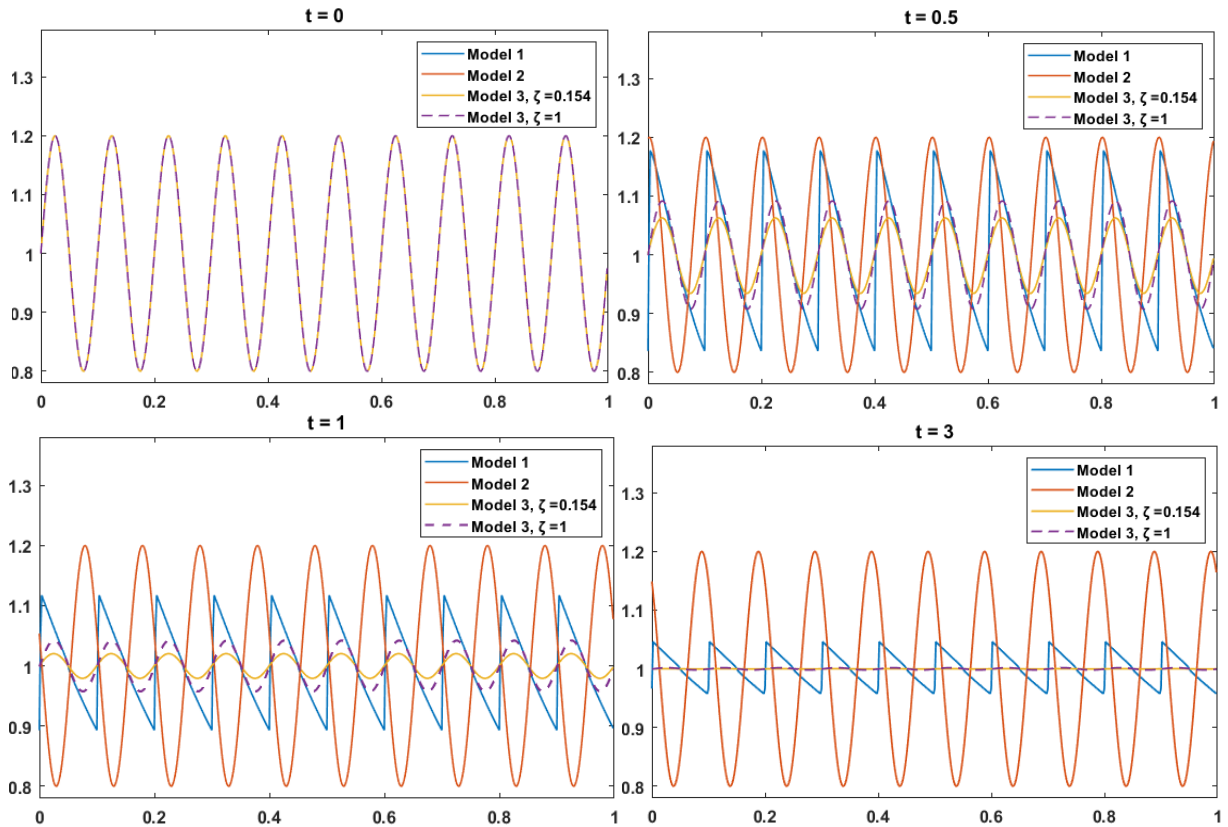 t = 0
1.3
1.2
1.1
1
0.9
0.8
0
0.2
0.4
0.6
0.8
1
Model 1
Model 2
Model 3, ζ =0.154
Model 3, ζ =1
t = 0.5
1.3
1.2
1.1
1
0.9
0.8
0
0.2
0.4
0.6
0.8
1
Model 1
Model 2
Model 3, ζ =0.154
Model 3, ζ =1
t = 1
1.3
1.2
1.1
1
0.9
0.8
0
0.2
0.4
0.6
0.8
1
Model 1
Model 2
Model 3, ζ =0.154
Model 3, ζ =1
t = 3
1.3
1.2
1.1
1
0.9
0.8
0
0.2
0.4
0.6
0.8
1
Model 1
Model 2
Model 3, ζ =0.154
Model 3, ζ =1